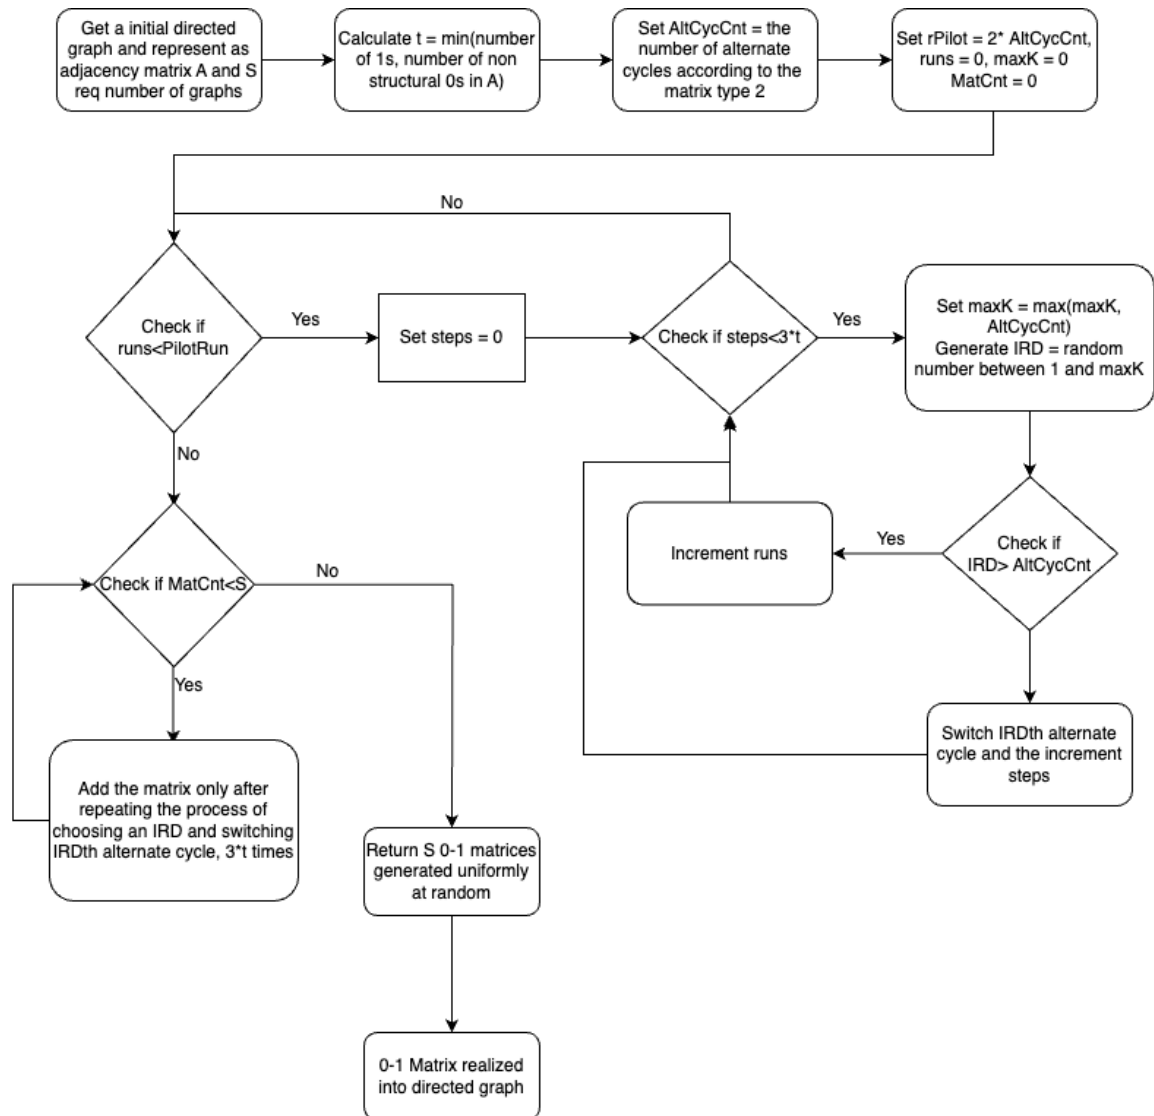 Get a initial directed
graph and represent as
adjacency matrix A and S
req number of graphs
Calculate t = min(number
of 1s, number of non
structural 0s in A)
Set AltCycCnt = the
number of alternate
cycles according to the
matrix type 2
Set rPilot = 2* AltCycCnt,
runs = 0, maxK = 0
MatCnt = 0
No
Check if
runs<PilotRun
Yes
Set steps = 0
Check if steps<3*t
Yes
Set maxK = max(maxK,
AltCycCnt)
Generate IRD = random
number between 1 and maxK
No
Increment runs
Yes
Check if
IRD> AltCycCnt
Check if MatCnt<S
No
Yes
Switch IRDth alternate
cycle and the increment
steps
Add the matrix only after
repeating the process of
choosing an IRD and switching
IRDth alternate cycle, 3*t times
Return S 0-1 matrices
generated uniformly
at random
0-1 Matrix realized
into directed graph